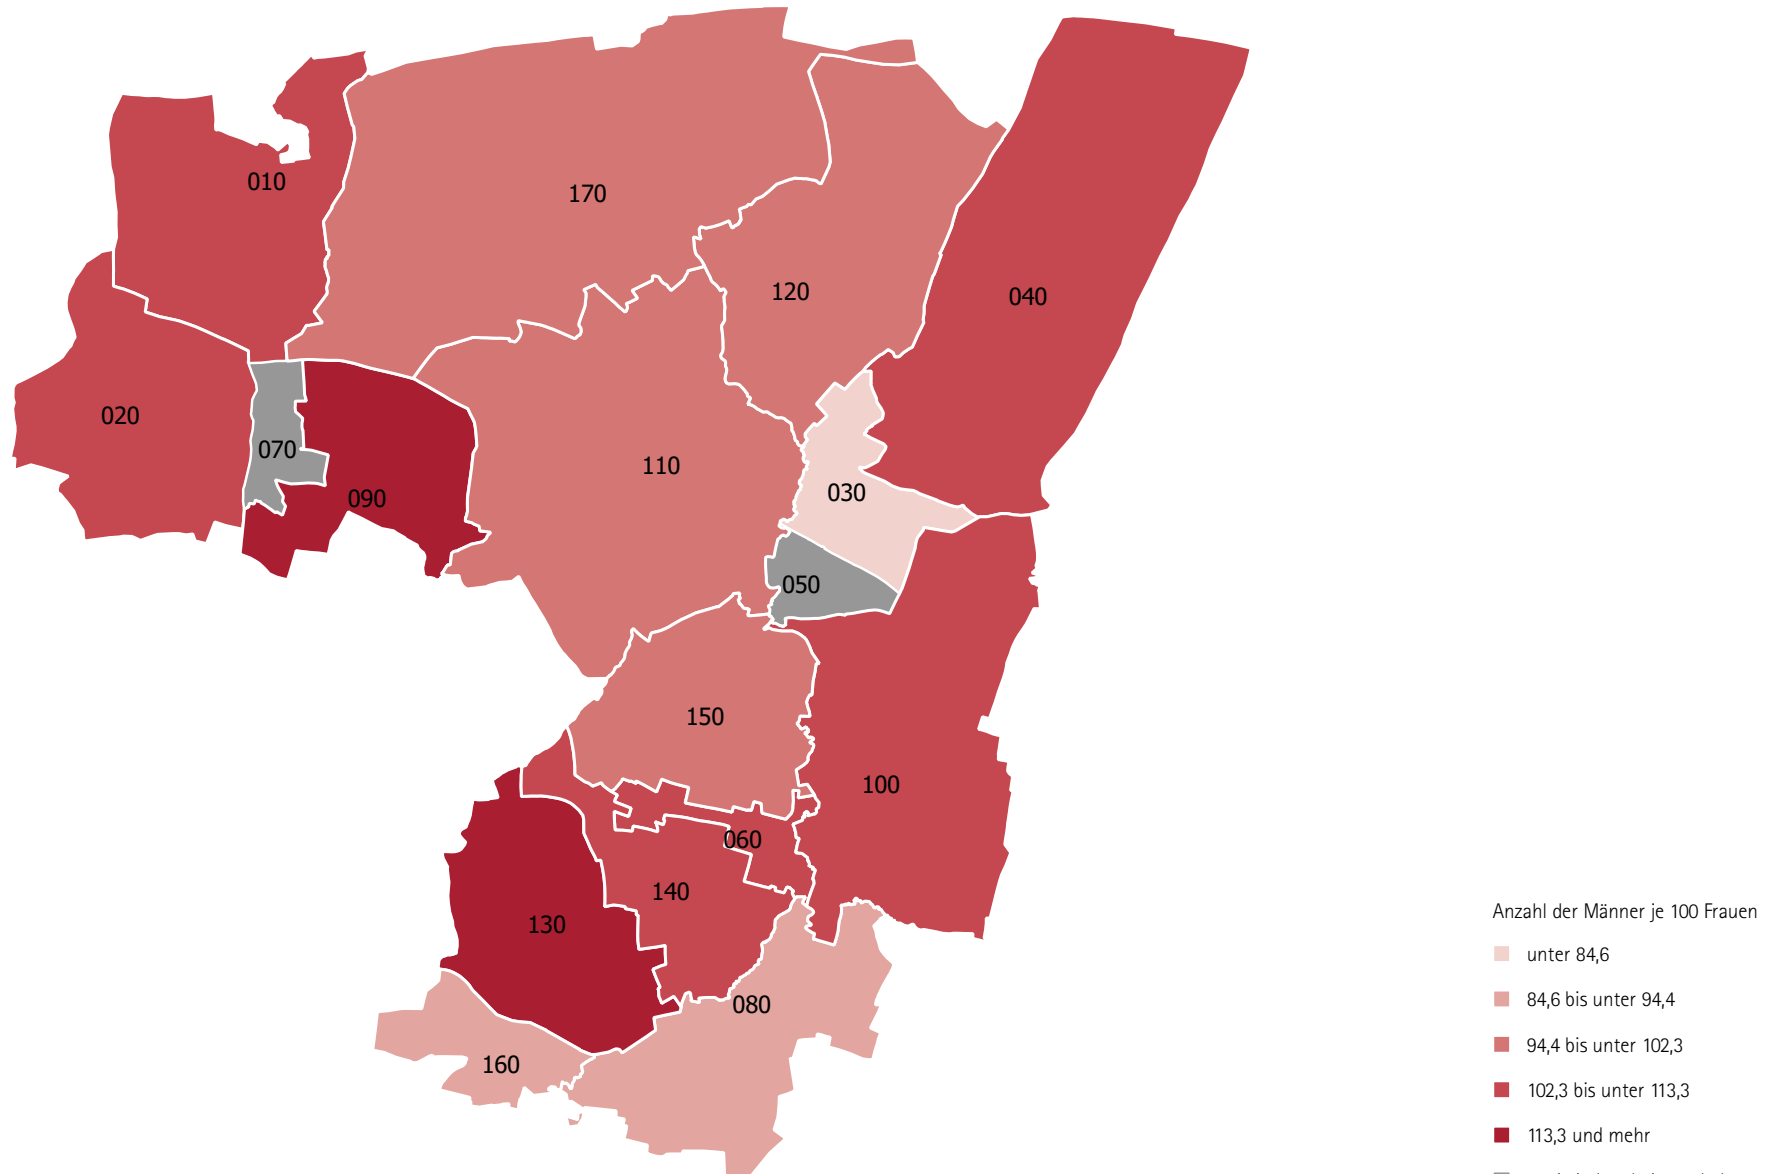 010
170
120
040
020
070
110
090
030
050
150
100
060
140
130
080
160
Anzahl der Männer je 100 Frauen
unter 84,6
84,6 bis unter 94,4
94,4 bis unter 102,3
102,3 bis unter 113,3
113,3 und mehr